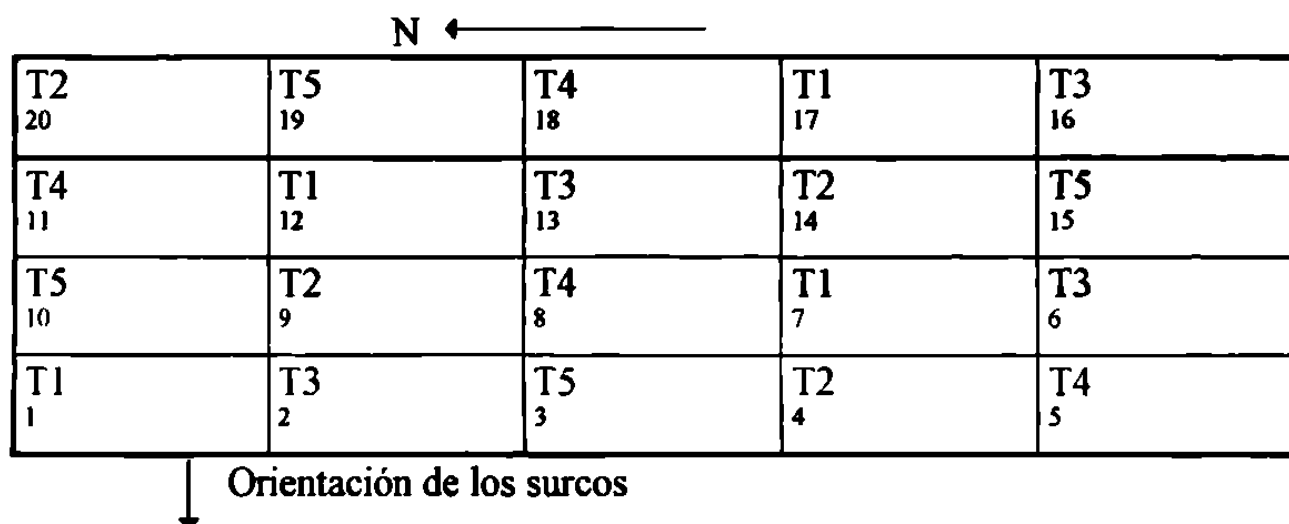 N
T2 T5 T4 T1 T3
20 19 18 17 16
T4 T1 T3 T2 T5
11 12 13 14 15
T5 T2 T4 T1 T3
10 9 8 7 6
T1 T3 T5 T2 T4
1 2 3 4 5
Orientación de los surcos